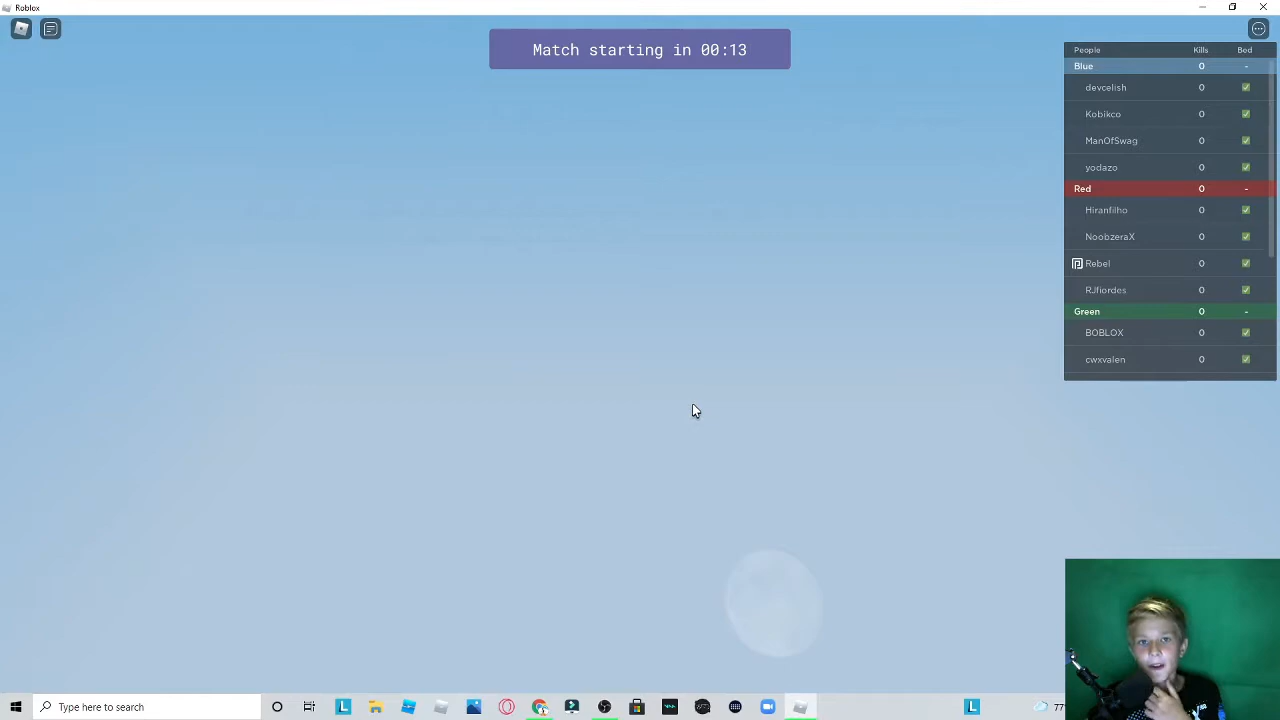 Roblox
Match starting in 00:13
People Kills Bed
Blue 0 -
devcelish 0
Kobikco 0
ManOfSwag 0
yodazo 0
Red 0 -
Hiranfilho 0
NoobzeraX 0
Rebel 0
RJfiordes 0
Green 0 -
BOBLOX 0
cwxvalen 0
Type here to search
L
L
77